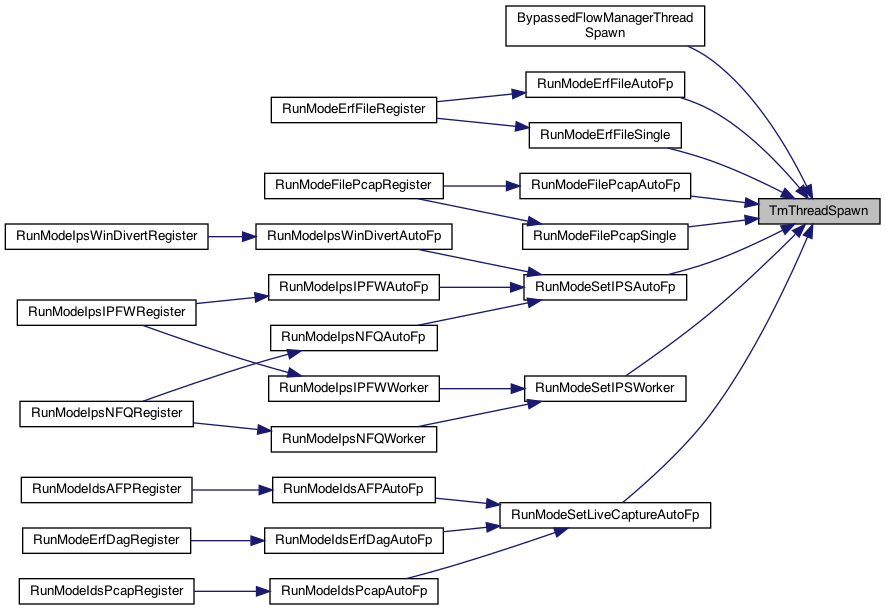 BypassedFlowManagerThread
Spawn
RunModeErfFileAutoFp
RunModeErfFileRegister
RunModeErfFileSingle
RunModeFilePcapRegister
RunModeFilePcapAutoFp
TmThreadSpawn
RunModeIpsWinDivertRegister
RunModeIpsWinDivertAutoFp
RunModeFilePcapSingle
RunModeIpsIPFWAutoFp
RunModeSetIPSAutoFp
RunModeIpsIPFWRegister
RunModeIpsNFQAutoFp
RunModeIpsIPFWWorker
RunModeSetIPSWorker
RunModeIpsNFQRegister
RunModeIpsNFQWorker
RunModeIdsAFPRegister
RunModeIdsAFPAutoFp
RunModeSetLiveCaptureAutoFp
RunModeErfDagRegister
RunModeIdsErfDagAutoFp
RunModeIdsPcapRegister
RunModeIdsPcapAutoFp